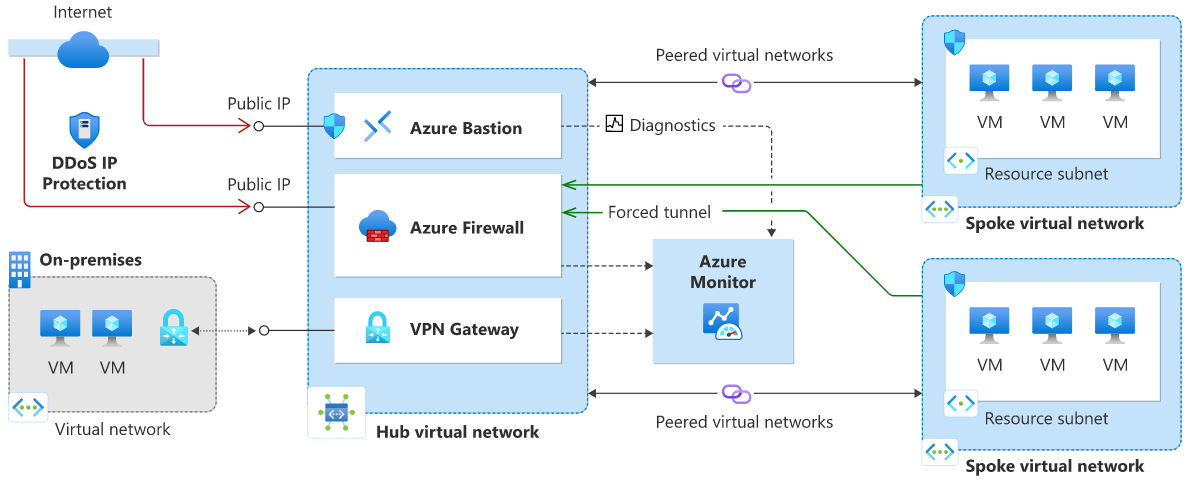 Internet
Public IP
DDoS IP
Protection
Public IP
On-premises
VM
VM
Virtual network
Azure Bastion
Azure Firewall
VPN Gateway
Hub virtual network
Peered virtual networks
Diagnostics
Forced tunnel
Azure
Monitor
Peered virtual networks
VM
VM
VM
Resource subnet
Spoke virtual network
VM
VM
VM
Resource subnet
Spoke virtual network